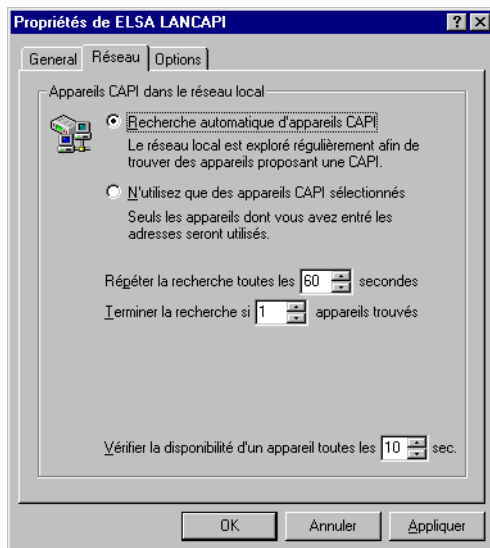 Propriétés de ELSA LANCAPI
General Réseau Options
Appareils CAPI dans le réseau local
Recherche automatique d'appareils CAPI
Le réseau local est exploré régulièrement afin de
trouver des appareils proposant une CAPI.
N'utilisez que des appareils CAPI sélectionnés
Seuls les appareils dont vous avez entré les
adresses seront utilisés.
Répéter la recherche toutes les 60 secondes
Terminer la recherche si 1 appareils trouvés
Vérifier la disponibilité d'un appareil toutes les 10 sec.
OK Annuler Appliquer